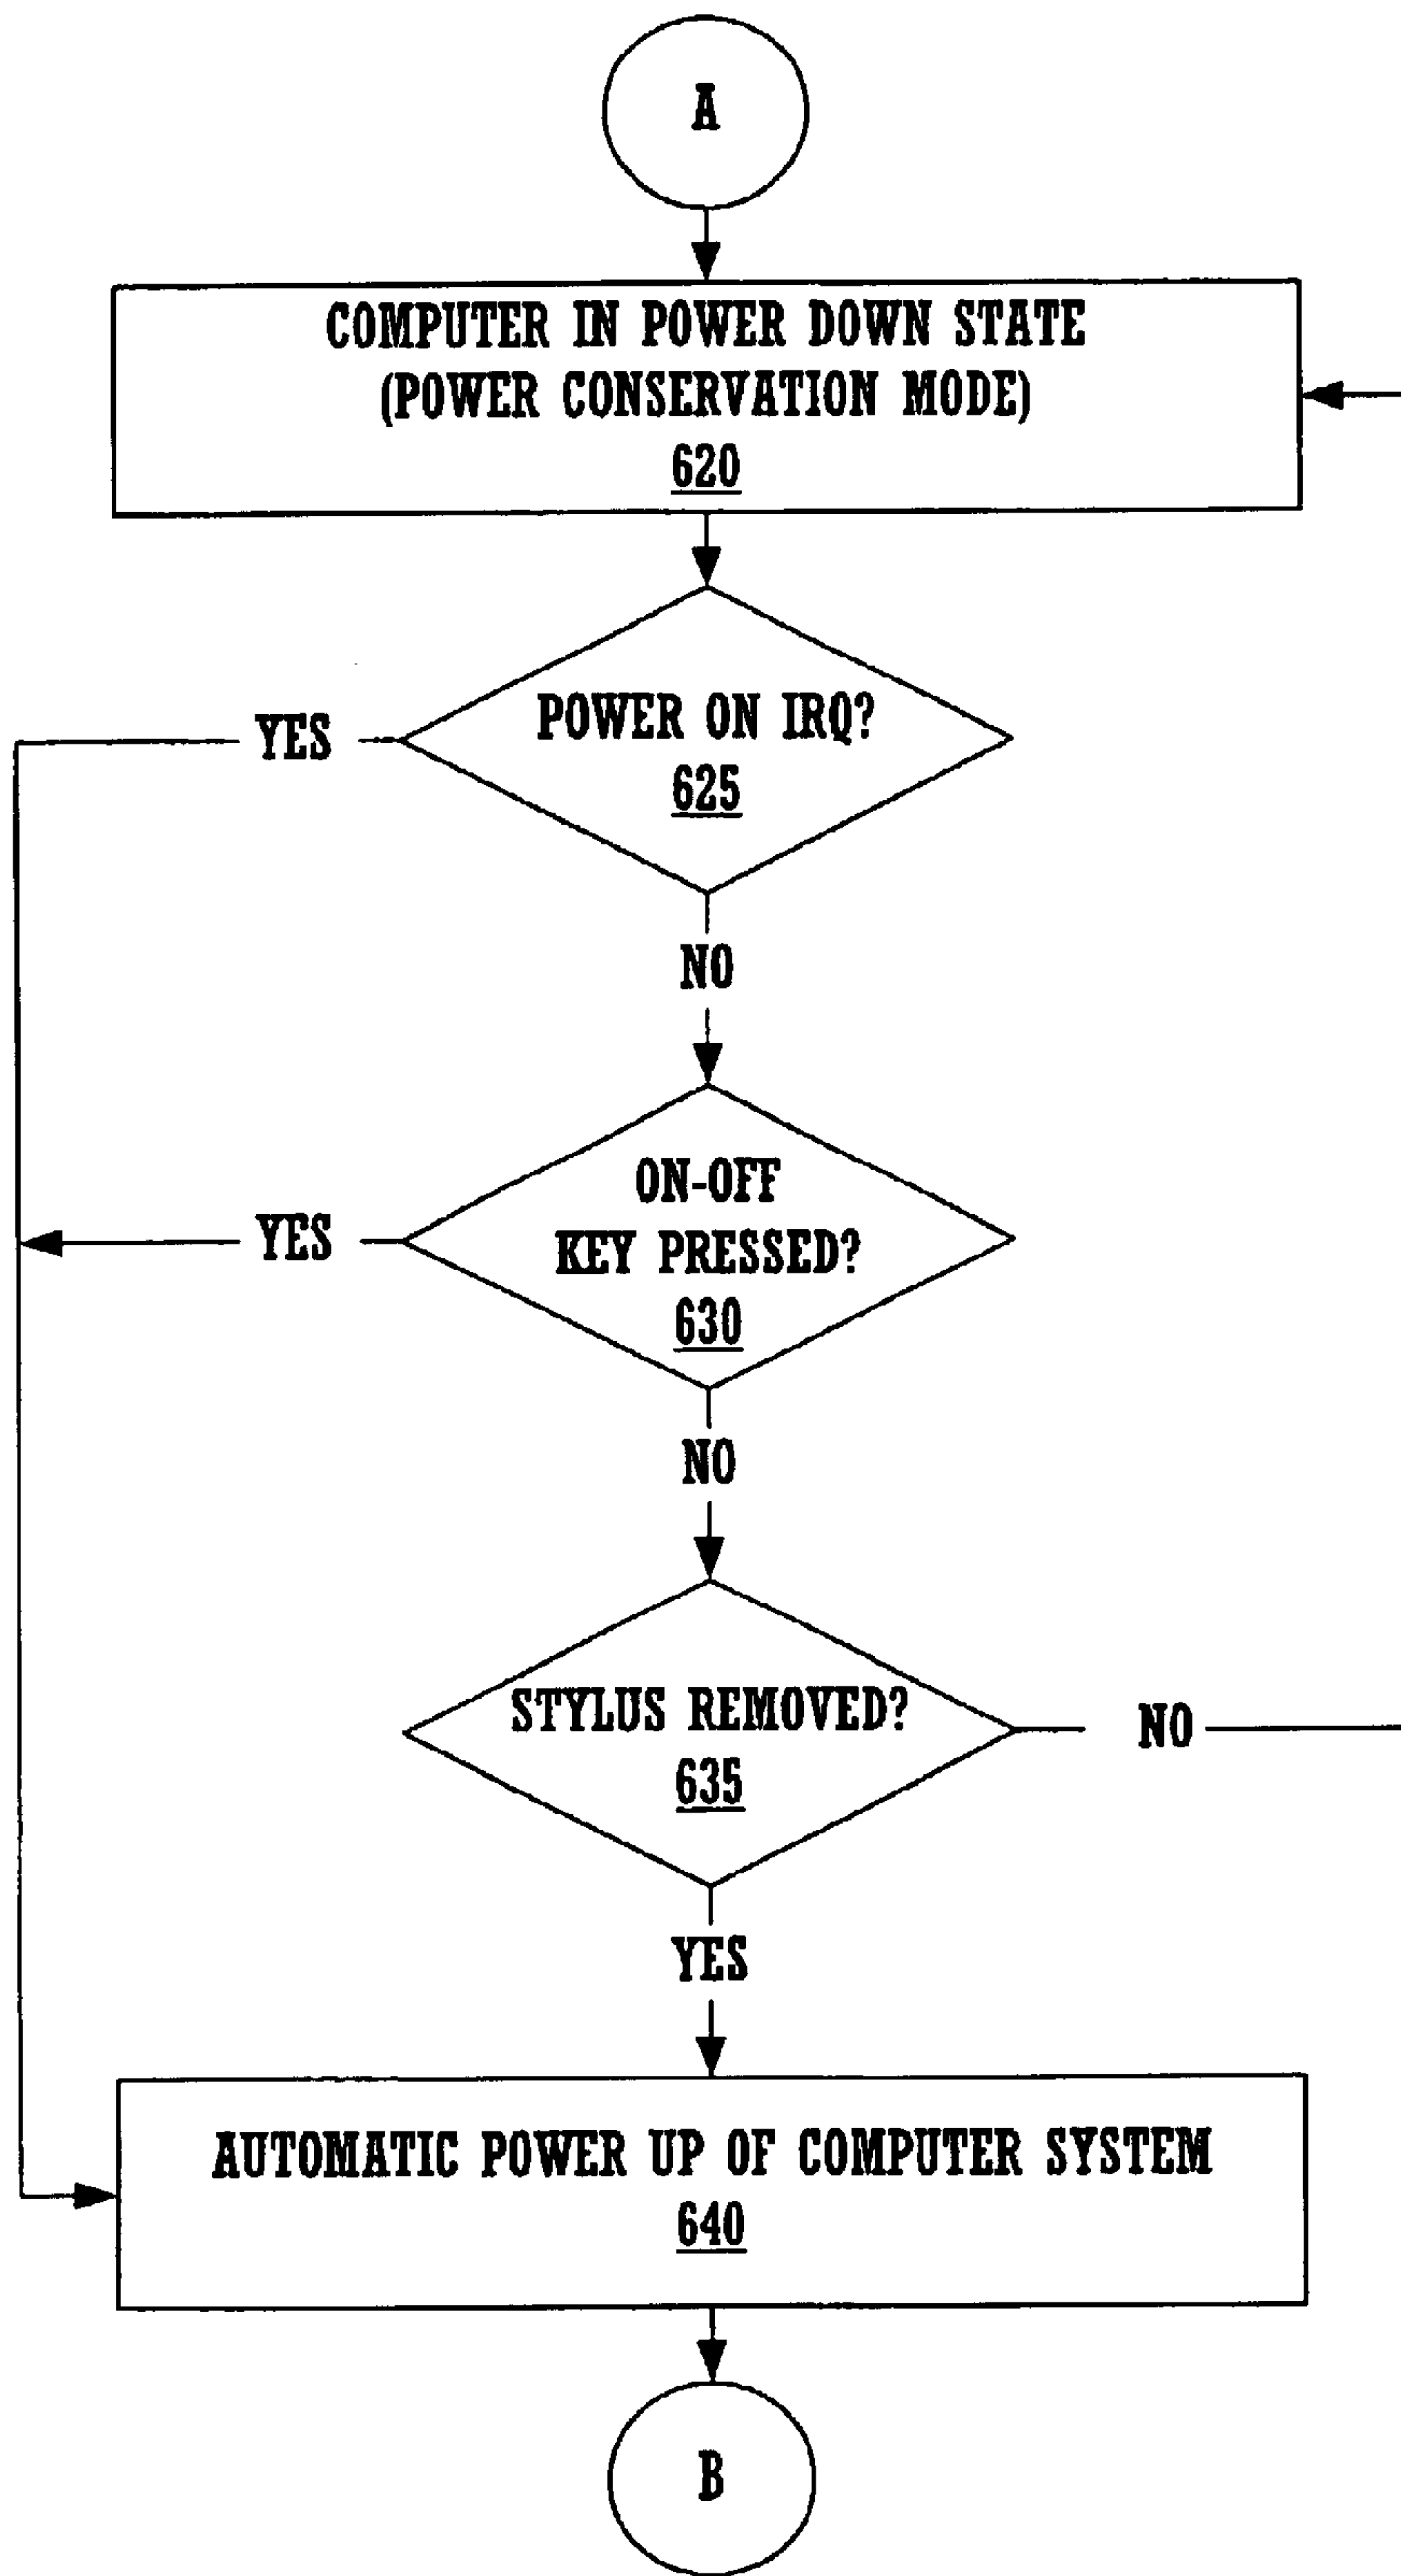 A
COMPUTER IN POWER DOWN STATE
(POWER CONSERVATION MODE)
620
POWER ON IRQ?
625
YES
NO
ON-OFF
KEY PRESSED?
630
YES
NO
STYLUS REMOVED?
635
NO
YES
AUTOMATIC POWER UP OF COMPUTER SYSTEM
640
B